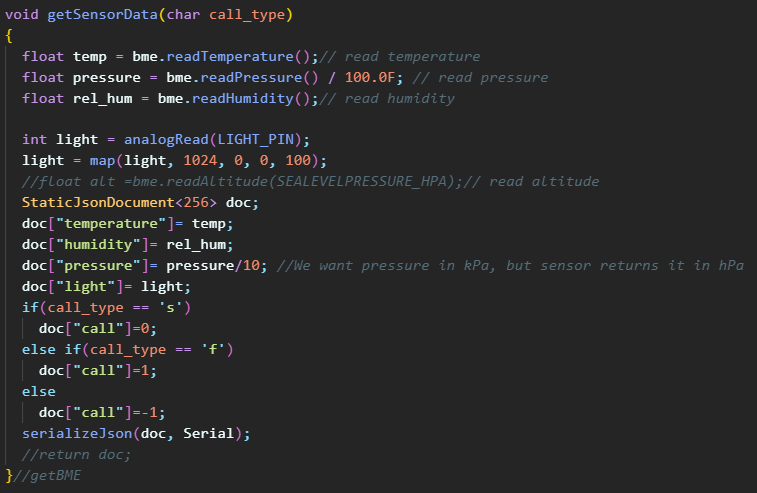 void getSensorData(char call_type)
{
  float temp = bme.readTemperature();// read temperature
  float pressure = bme.readPressure() / 100.0F; // read pressure
  float rel_hum = bme.readHumidity();// read humidity

  int light = analogRead(LIGHT_PIN);
  light = map(light, 1024, 0, 0, 100);
  //float alt =bme.readAltitude(SEALEVELPRESSURE_HPA);// read altitude
  StaticJsonDocument<256> doc;
  doc["temperature"]= temp;
  doc["humidity"]= rel_hum;
  doc["pressure"]= pressure/10; //We want pressure in kPa, but sensor returns it in hPa
  doc["light"]= light;
  if(call_type == 's')
    doc["call"]=0;
  else if(call_type == 'f')
    doc["call"]=1;
  else
    doc["call"]=-1;
  serializeJson(doc, Serial);
  //return doc;
}//getBME